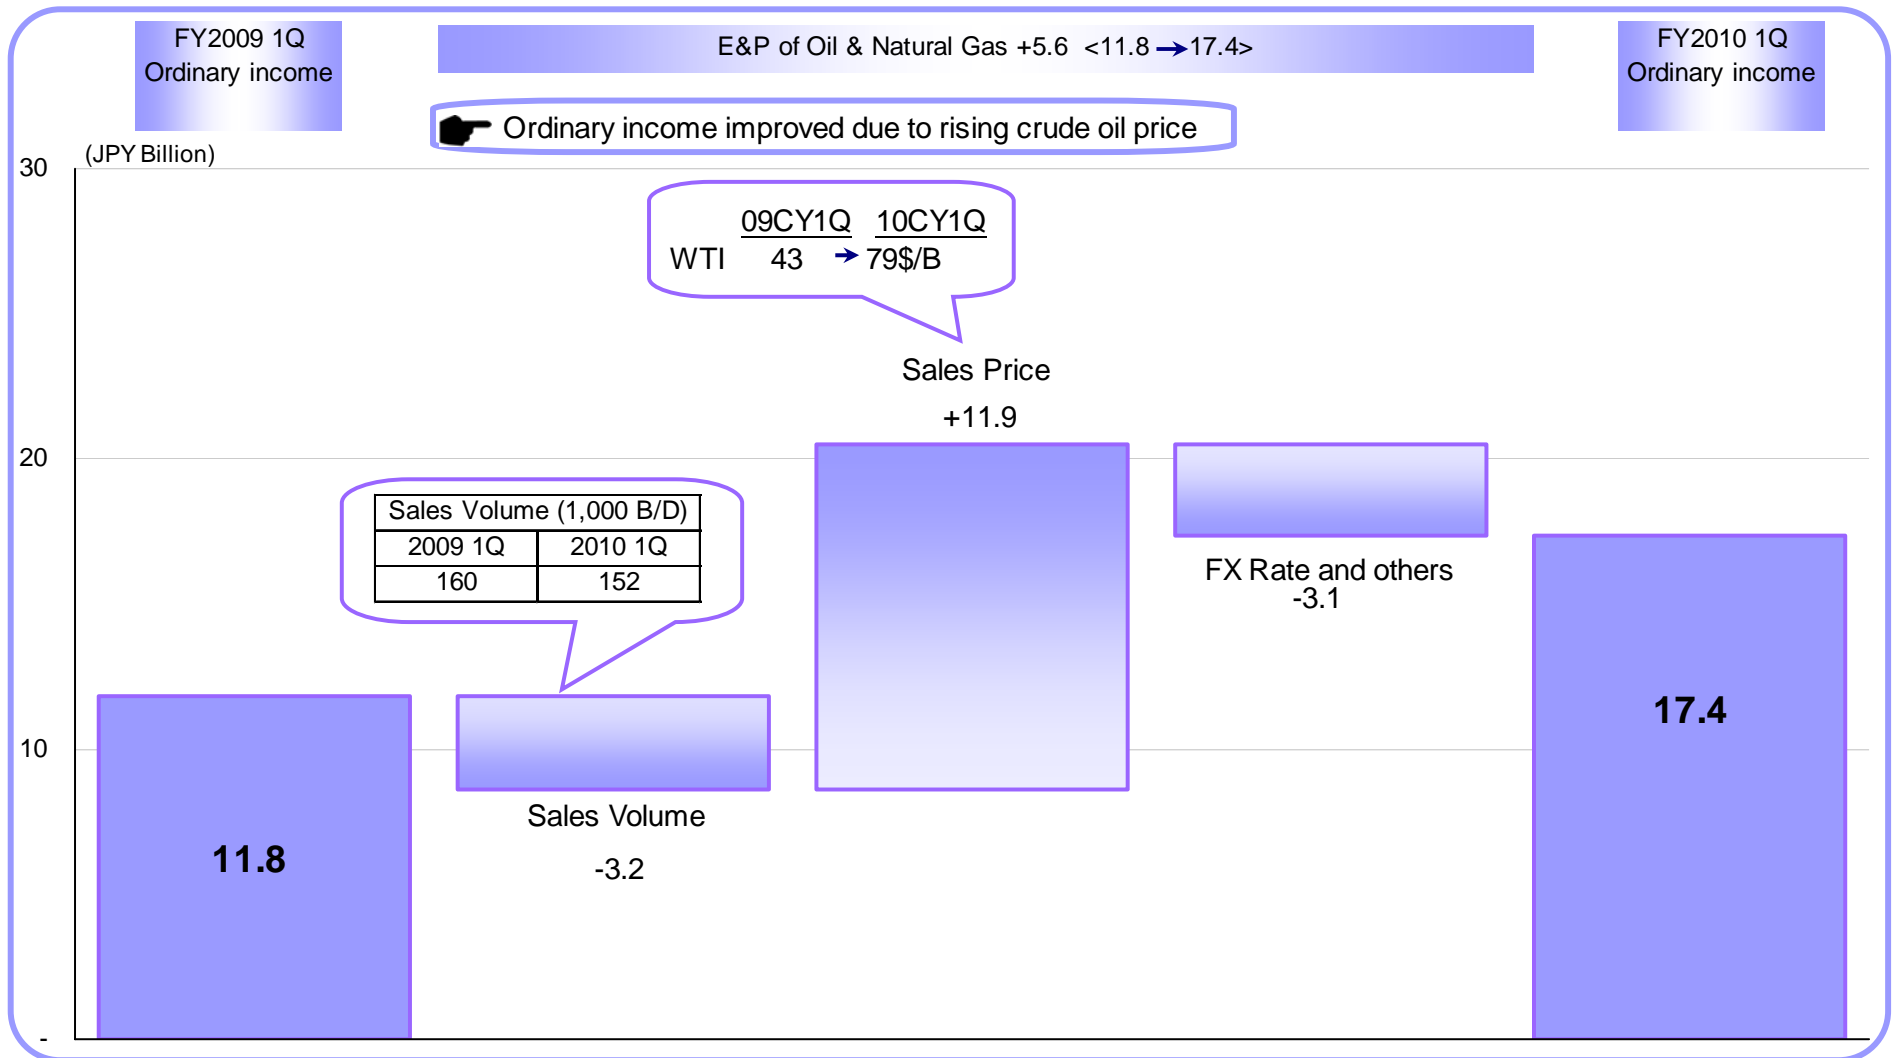 FY2009 1Q
Ordinary income
E&P of Oil & Natural Gas +5.6 <11.8 → 17.4>
FY2010 1Q
Ordinary income
Ordinary income improved due to rising crude oil price
(JPY Billion)
30
09CY1Q 10CY1Q
WTI 43 → 79$/B
Sales Price
+11.9
20
Sales Volume (1,000 B/D)
2009 1Q 2010 1Q
160 152
FX Rate and others
-3.1
17.4
10
Sales Volume
11.8
-3.2
-